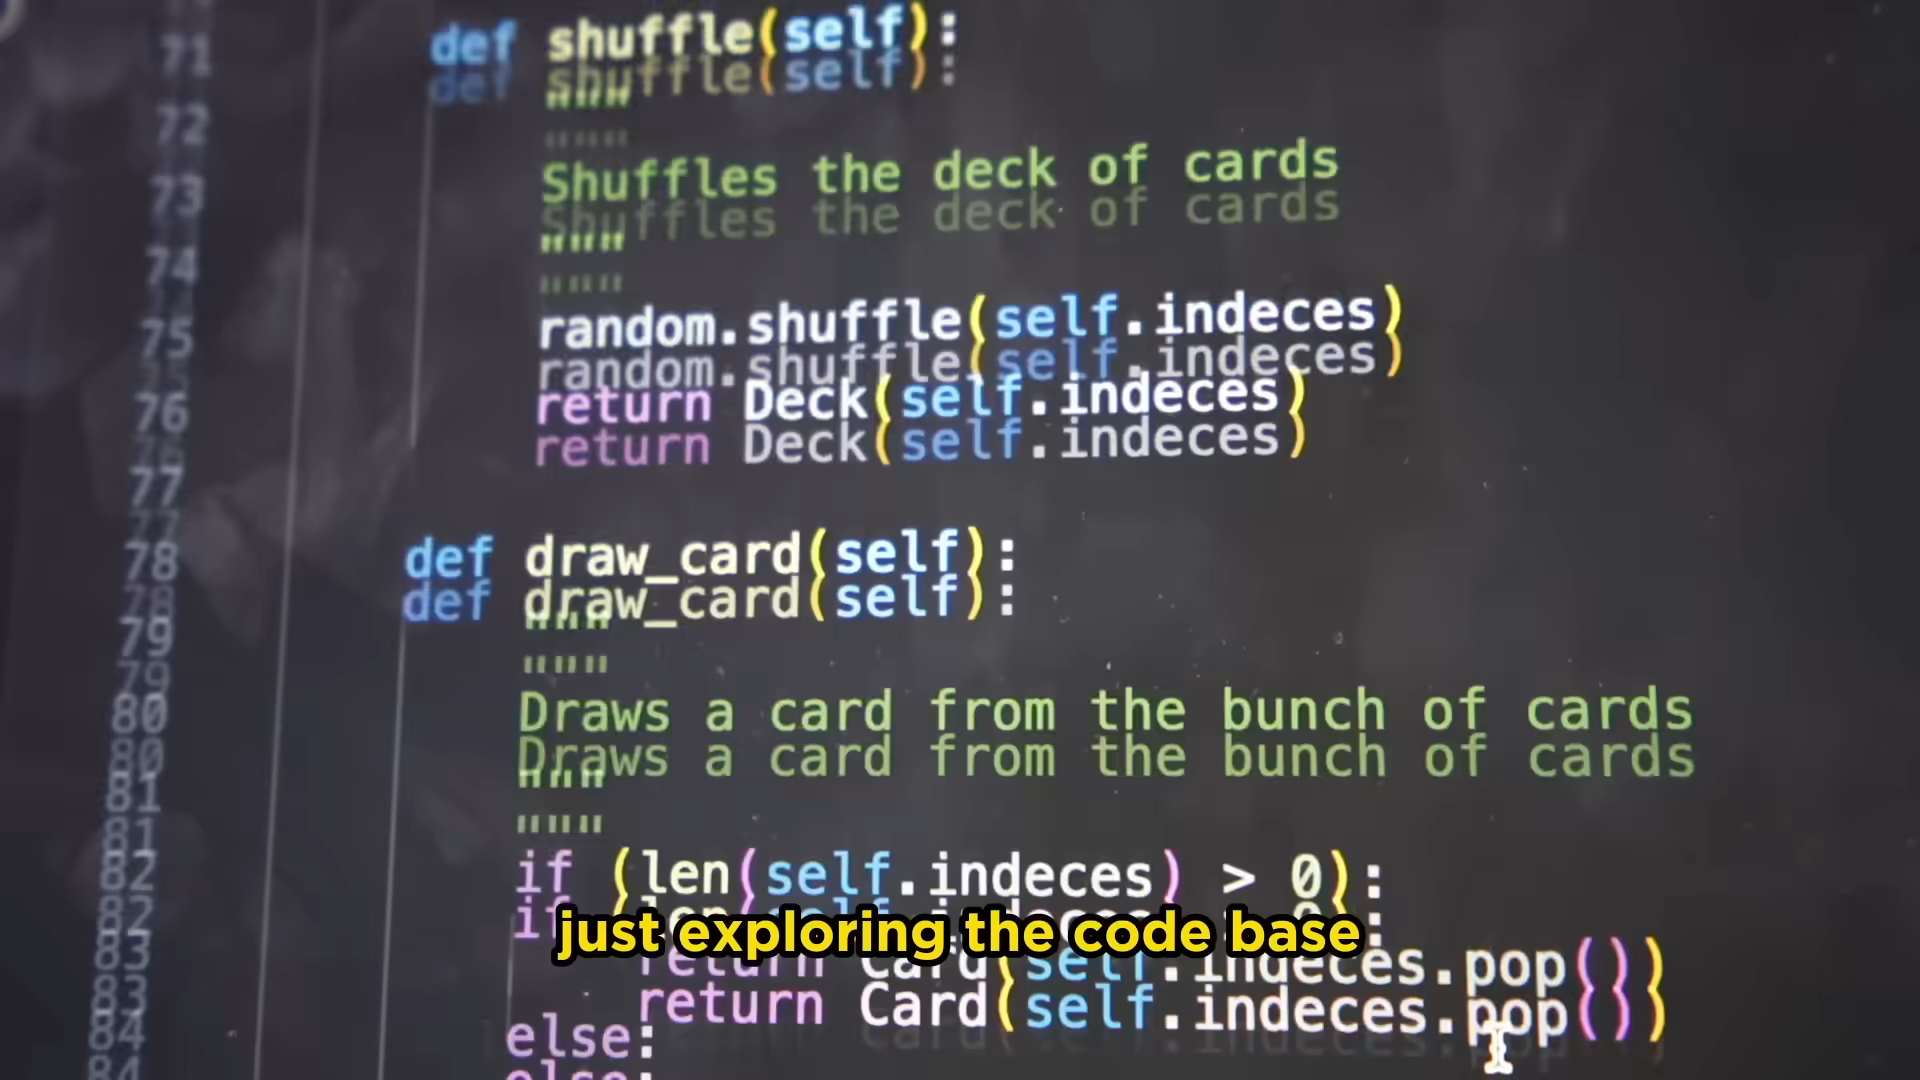 71 def shuffle(self):
72 """
73 Shuffles the deck of cards
74 """
75 random.shuffle(self.indeces)
76 return Deck(self.indeces)
77
78 def draw_card(self):
79 """
80 Draws a card from the bunch of cards
81 """
82 if (len(self.indeces) > 0):
83 return Card(self.indeces.pop())
84 else:
just exploring the code base